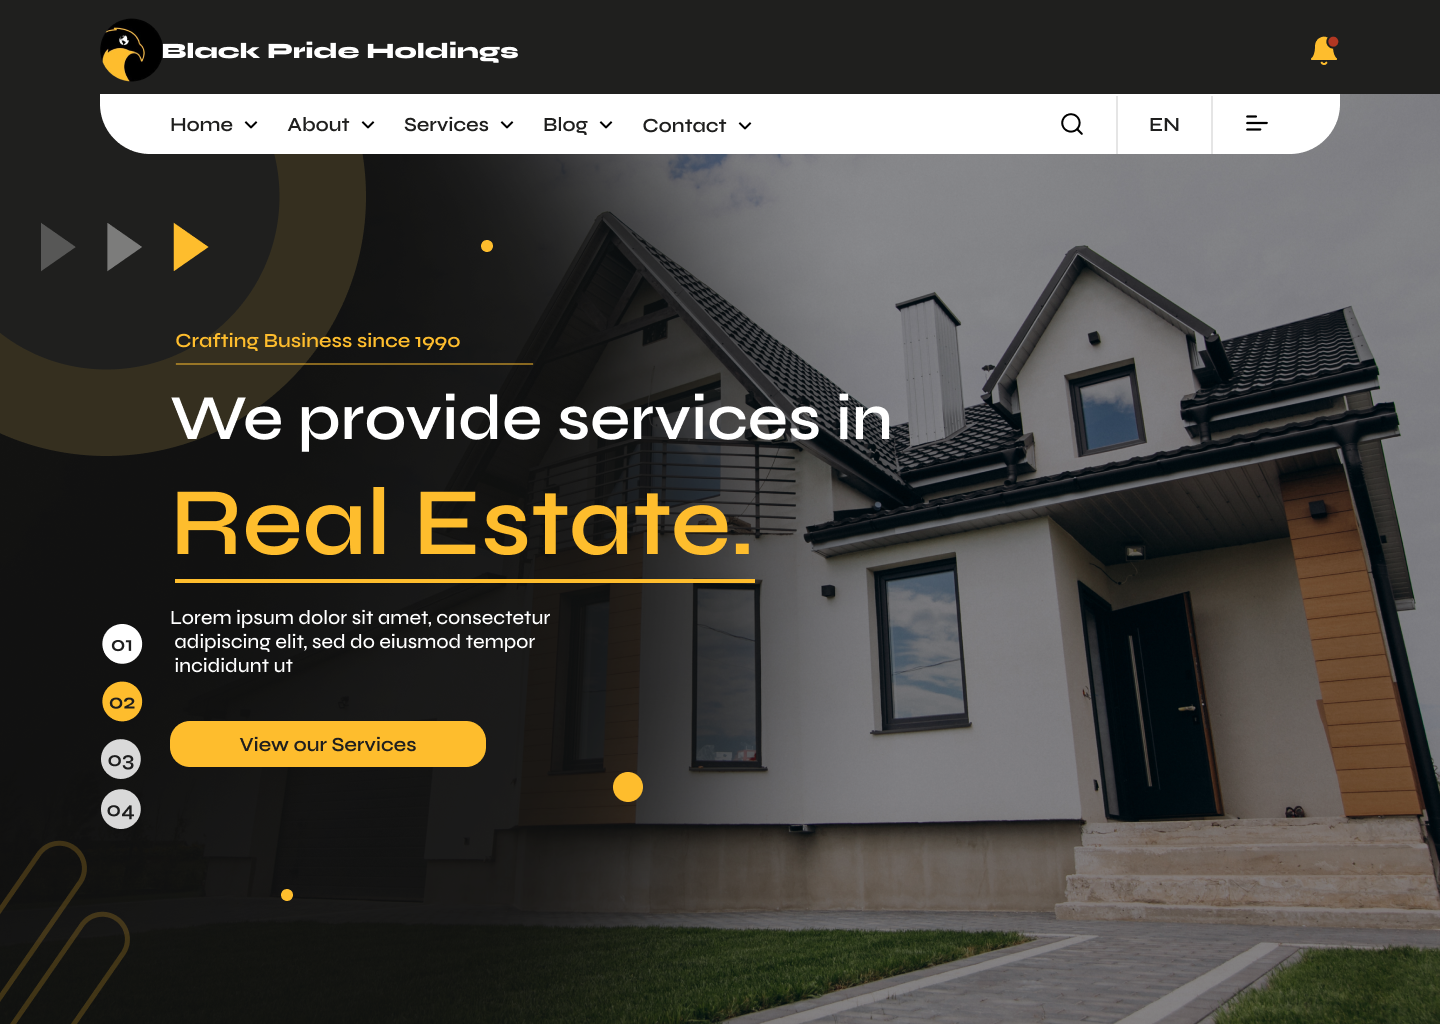 Black Pride Holdings
Home About Services Blog Contact EN
Crafting Business since 1990
We provide services in
Real Estate.
Lorem ipsum dolor sit amet, consectetur
adipiscing elit, sed do eiusmod tempor
incididunt ut
01
02
03
04
View our Services